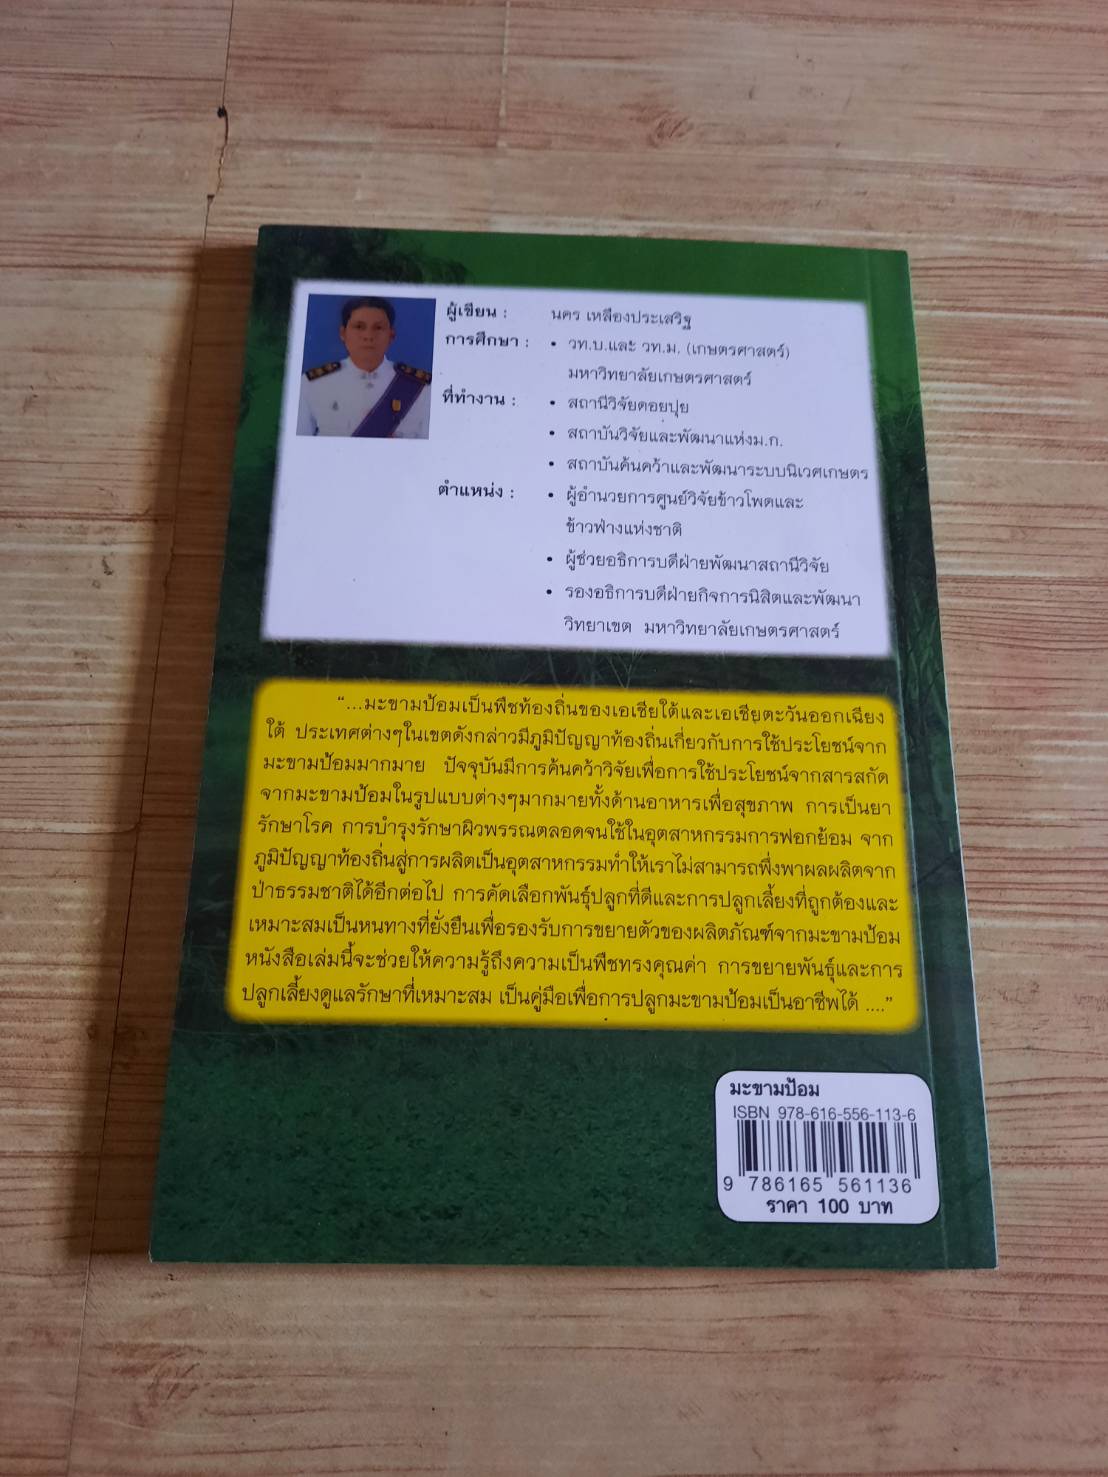 ผู้เขียน : นคร เหลืองประเสริฐ
การศึกษา : • วท.บ.และ วท.ม. (เกษตรศาสตร์)
มหาวิทยาลัยเกษตรศาสตร์
ที่ทำงาน : • สถานีวิจัยดอยปุย
• สถาบันวิจัยและพัฒนาแห่งม.ก.
• สถาบันค้นคว้าและพัฒนาระบบนิเวศเกษตร
ตำแหน่ง : • ผู้อำนวยการศูนย์วิจัยข้าวโพดและ
ข้าวฟ่างแห่งชาติ
• ผู้ช่วยอธิการบดีฝ่ายพัฒนาสถานีวิจัย
• รองอธิการบดีฝ่ายกิจการนิสิตและพัฒนา
วิทยาเขต มหาวิทยาลัยเกษตรศาสตร์
“...มะขามป้อมเป็นพืชท้องถิ่นของเอเชียใต้และเอเชียตะวันออกเฉียง
ใต้ ประเทศต่างๆในเขตดังกล่าวมีภูมิปัญญาท้องถิ่นเกี่ยวกับการใช้ประโยชน์จาก
มะขามป้อมมากมาย ปัจจุบันมีการค้นคว้าวิจัยเพื่อการใช้ประโยชน์จากสารสกัด
จากมะขามป้อมในรูปแบบต่างๆมากมายทั้งด้านอาหารเพื่อสุขภาพ การเป็นยา
รักษาโรค การบำรุงรักษาผิวพรรณตลอดจนใช้ในอุตสาหกรรมการฟอกย้อม จาก
ภูมิปัญญาท้องถิ่นสู่การผลิตเป็นอุตสาหกรรมทำให้เราไม่สามารถพึ่งพาผลผลิตจาก
ป่าธรรมชาติได้อีกต่อไป การคัดเลือกพันธุ์ปลูกที่ดีและการปลูกเลี้ยงที่ถูกต้องและ
เหมาะสมเป็นหนทางที่ยั่งยืนเพื่อรองรับการขยายตัวของผลิตภัณฑ์จากมะขามป้อม
หนังสือเล่มนี้จะช่วยให้ความรู้ถึงความเป็นพืชทรงคุณค่า การขยายพันธุ์และการ
ปลูกเลี้ยงดูแลรักษาที่เหมาะสม เป็นคู่มือเพื่อการปลูกมะขามป้อมเป็นอาชีพได้ ....”
มะขามป้อม
ISBN 978-616-556-113-6
9 786165 561136
ราคา 100 บาท